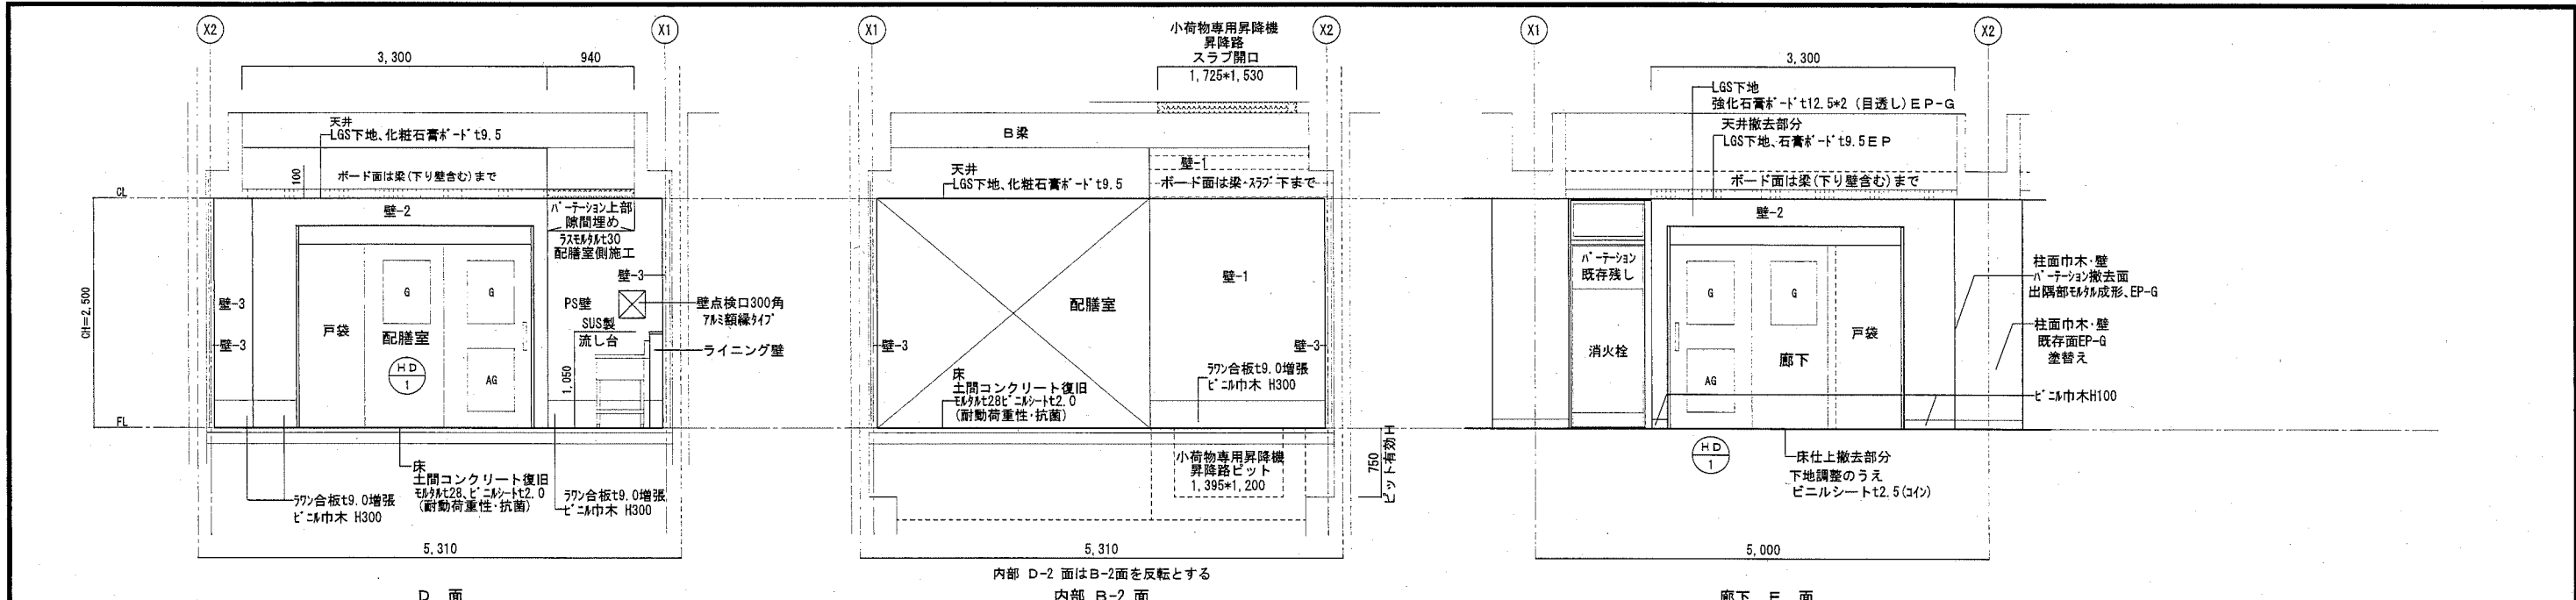 X2
X1
3,300
940
天井
LGS下地、化粧石膏ボードt9.5
100
ボード面は梁(下り壁含む)まで
CL
壁-2
パーテーション上部
隙間埋め
ラスモルタルt30
配膳室側施工
壁-3
CH=2,500
壁-3
G
G
PS壁
壁点検口300角
アルミ額縁タイプ
SUS製
流し台
戸袋
配膳室
壁-3
ライニング壁
HD
1
AG
1,050
FL
床
土間コンクリート復旧
モルタルt28、ビニルシートt2.0
(耐動荷重性・抗菌)
ラワン合板t9.0増張
ビニル巾木 H300
ラワン合板t9.0増張
ビニル巾木 H300
5,310
D 面
X1
X2
小荷物専用昇降機
昇降路
スラブ開口
1,725*1,530
B梁
壁-1
天井
LGS下地、化粧石膏ボードt9.5
ボード面は梁・スラブ下まで
壁-1
配膳室
壁-3
壁-3
床
土間コンクリート復旧
モルタルt28ビニルシートt2.0
(耐動荷重性・抗菌)
ラワン合板t9.0増張
ビニル巾木 H300
小荷物専用昇降機
昇降路ピット
1,395*1,200
750
ピット有効H
5,310
内部 D-2 面はB-2面を反転とする
内部 B-2 面
X1
X2
3,300
LGS下地
強化石膏ボードt12.5*2 (目透し)EP-G
天井撤去部分
LGS下地、石膏ボードt9.5EP
ボード面は梁(下り壁含む)まで
壁-2
パーテーション
既存残し
柱面巾木・壁
パーテーション撤去面
出隅部モルタル成形、EP-G
G
G
戸袋
柱面巾木・壁
既存面EP-G
塗替え
消火栓
廊下
AG
ビニル巾木H100
HD
1
床仕上撤去部分
下地調整のうえ
ビニルシートt2.5(コイン)
5,000
廊下 E 面